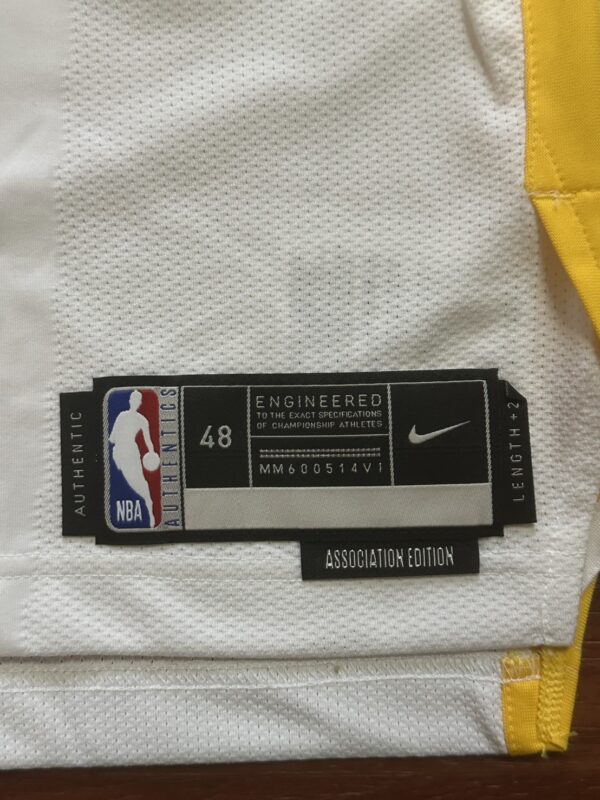 AUTHENTIC
NBA
AUTHENTICS
48
ENGINEERED
TO THE EXACT SPECIFICATIONS
OF CHAMPIONSHIP ATHLETES
MM600514V1
LENGTH+2
ASSOCIATION EDITION